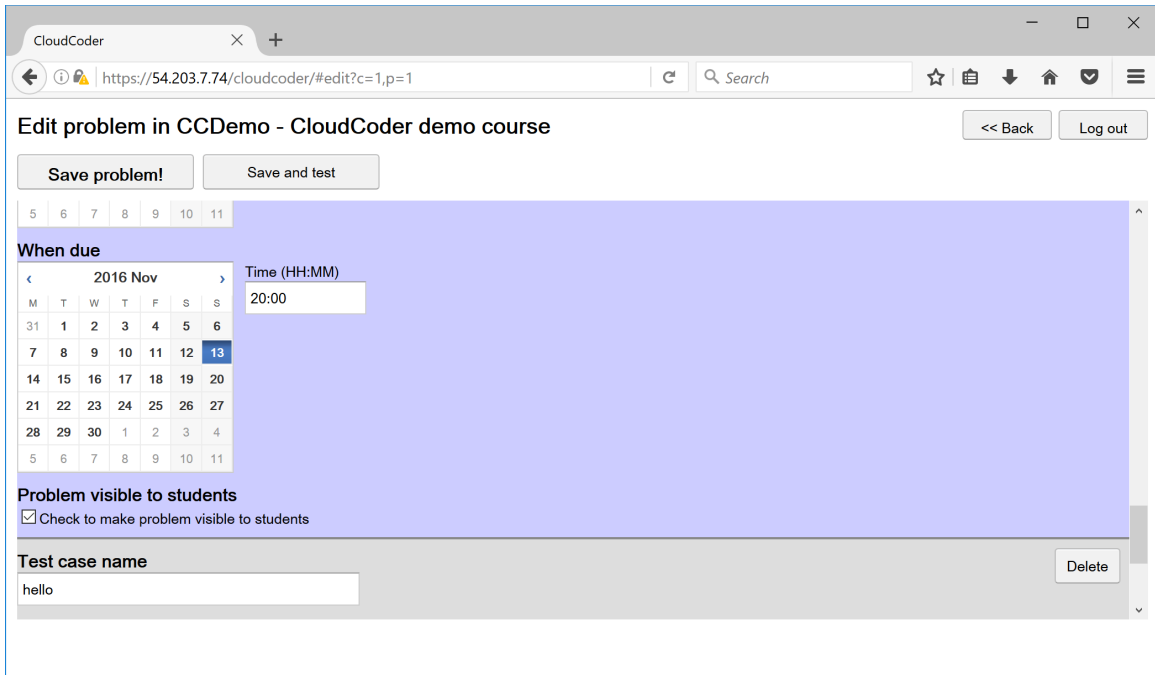 CloudCoder
https://54.203.7.74/cloudcoder/#edit?c=1,p=1
Search
Edit problem in CCDemo - CloudCoder demo course
<< Back
Log out
Save problem!
Save and test
5 6 7 8 9 10 11
When due
‹ 2016 Nov ›
Time (HH:MM)
20:00
M T W T F S S
31 1 2 3 4 5 6
7 8 9 10 11 12 13
14 15 16 17 18 19 20
21 22 23 24 25 26 27
28 29 30 1 2 3 4
5 6 7 8 9 10 11
Problem visible to students
Check to make problem visible to students
Test case name
Delete
hello